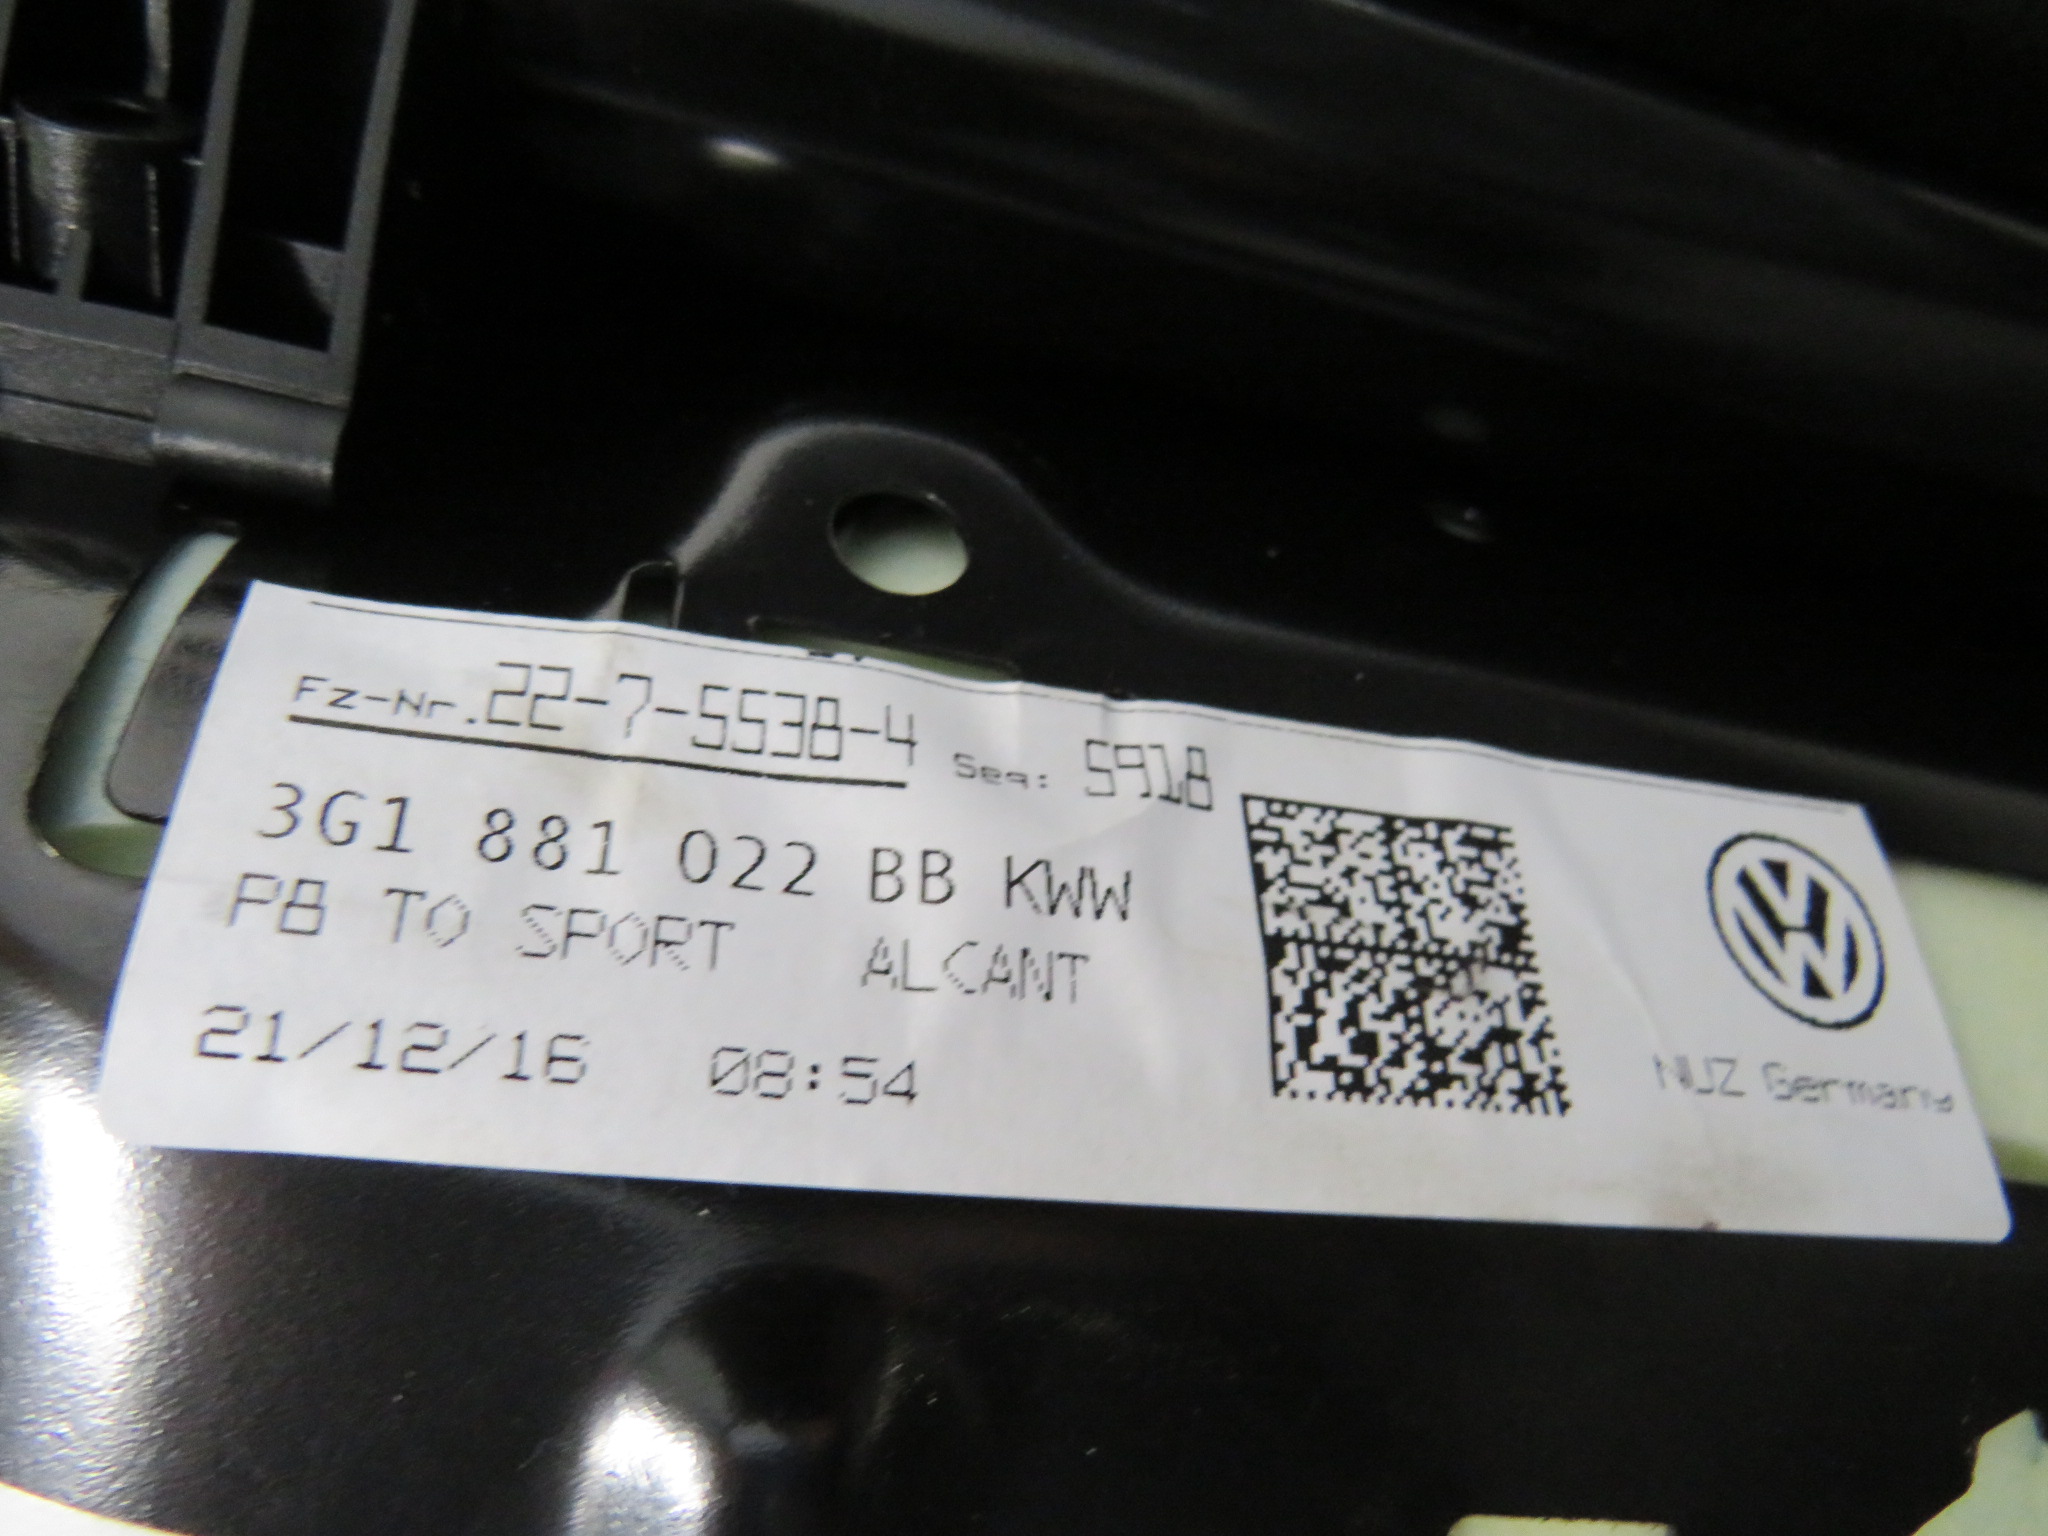 Fz-Nr. 22-7-5538-4 Seq: 5918
3G1 881 022 BB KWW
P8 TO SPORT ALCANT
21/12/16 08:54
NUZ Germany